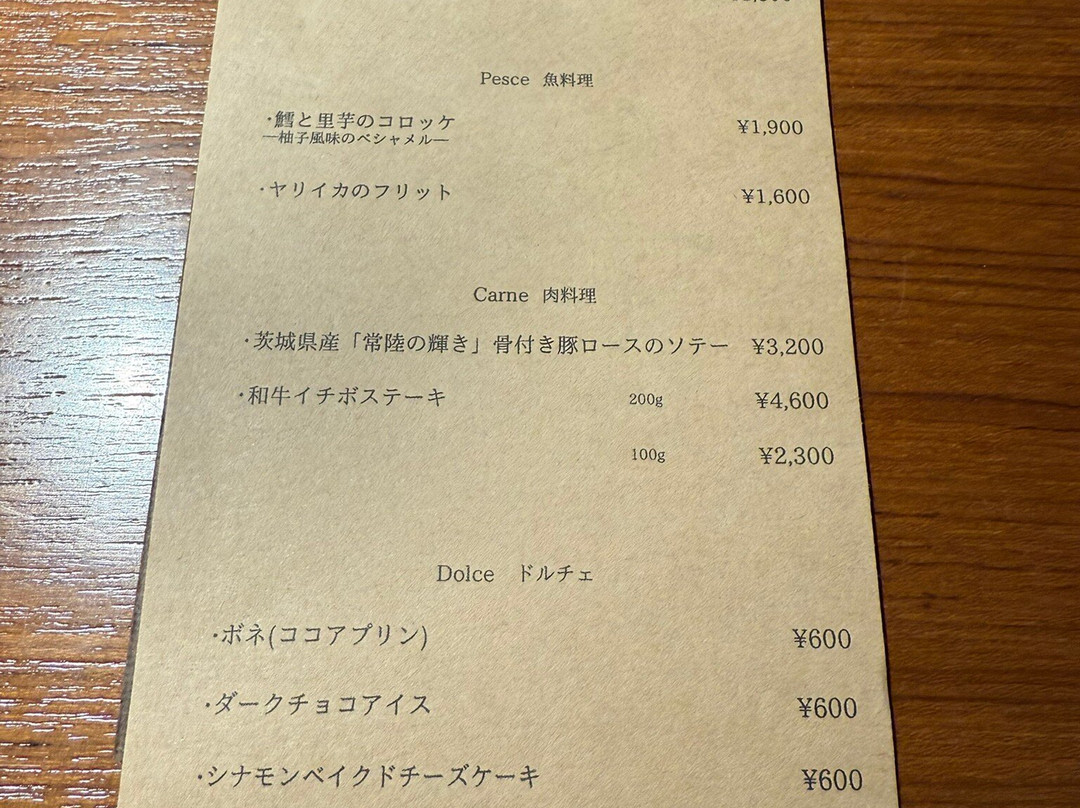 Pesce 魚料理
・鱈と里芋のコロッケ ¥1,900
―柚子風味のベシャメル―
・ヤリイカのフリット ¥1,600
Carne 肉料理
・茨城県産「常陸の輝き」骨付き豚ロースのソテー ¥3,200
・和牛イチボステーキ 200g ¥4,600
100g ¥2,300
Dolce ドルチェ
・ボネ(ココアプリン) ¥600
・ダークチョコアイス ¥600
・シナモンベイクドチーズケーキ ¥600